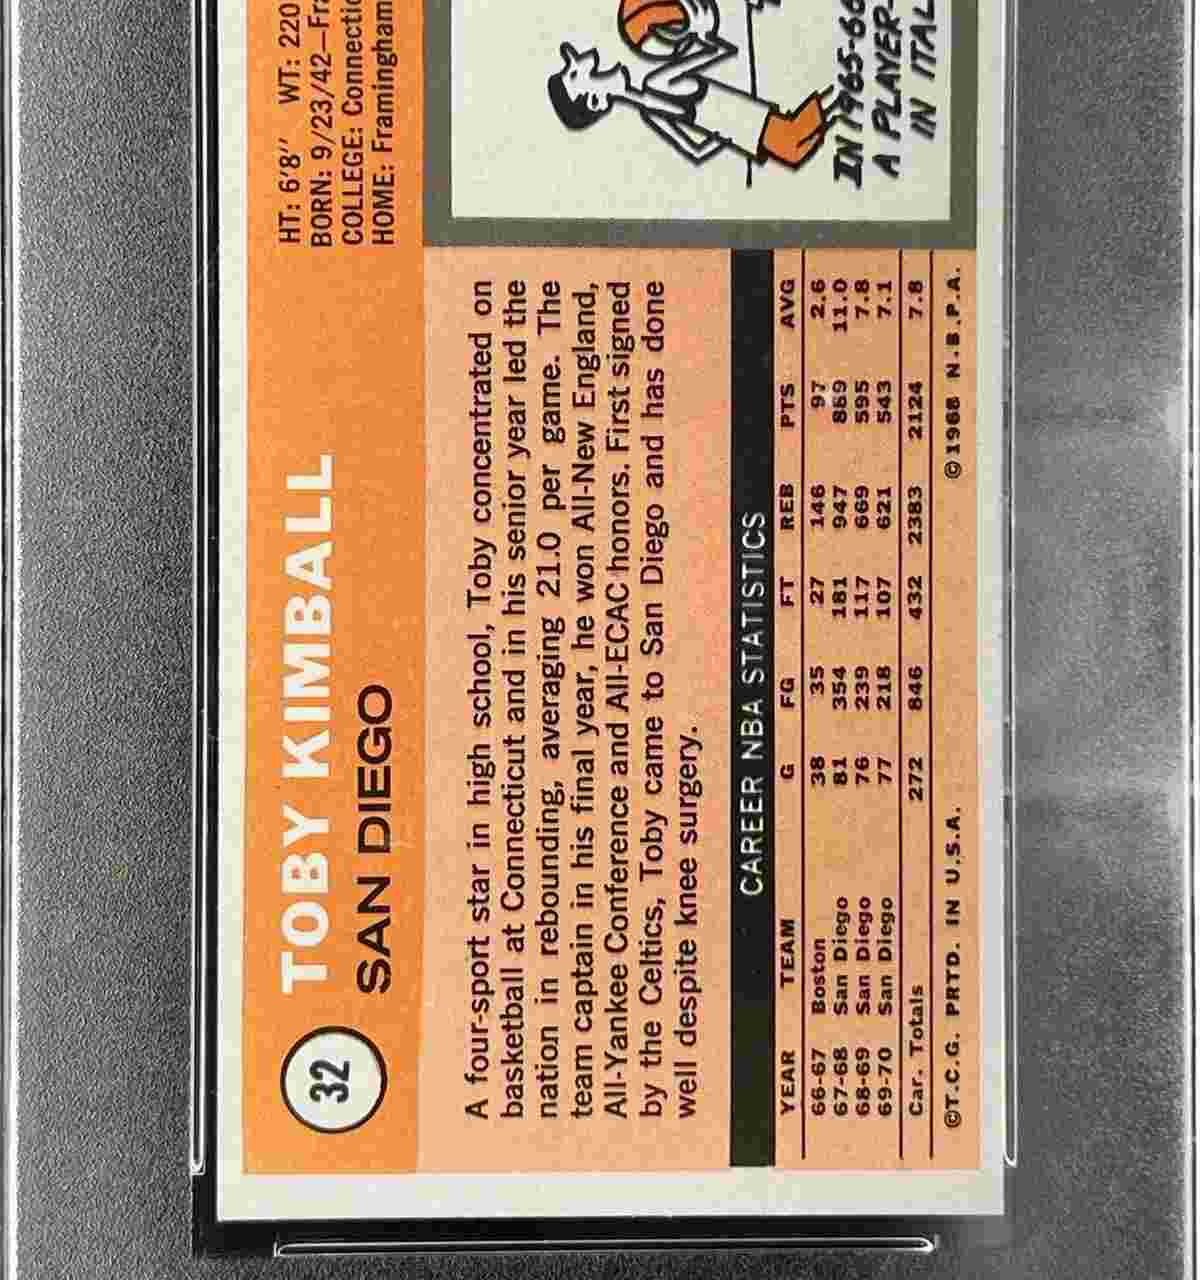 32
TOBY KIMBALL
SAN DIEGO
HT: 6'8" WT: 220
BORN: 9/23/42—Fr
COLLEGE: Connectic
HOME: Framingham
A four-sport star in high school, Toby concentrated on
basketball at Connecticut and in his senior year led the
nation in rebounding, averaging 21.0 per game. The
team captain in his final year, he won All-New England,
All-Yankee Conference and All-ECAC honors. First signed
by the Celtics, Toby came to San Diego and has done
well despite knee surgery.
IN 1965-66
A PLAYER-
IN ITAL
CAREER NBA STATISTICS
YEAR TEAM G FG FT REB PTS AVG
66-67 Boston 38 35 27 146 97 2.6
67-68 San Diego 81 354 181 947 889 11.0
68-69 San Diego 76 239 117 669 595 7.8
69-70 San Diego 77 218 107 621 543 7.1
Car. Totals 272 846 432 2383 2124 7.8
©T.C.G. PRTD. IN U.S.A. ©1968 N.B.P.A.